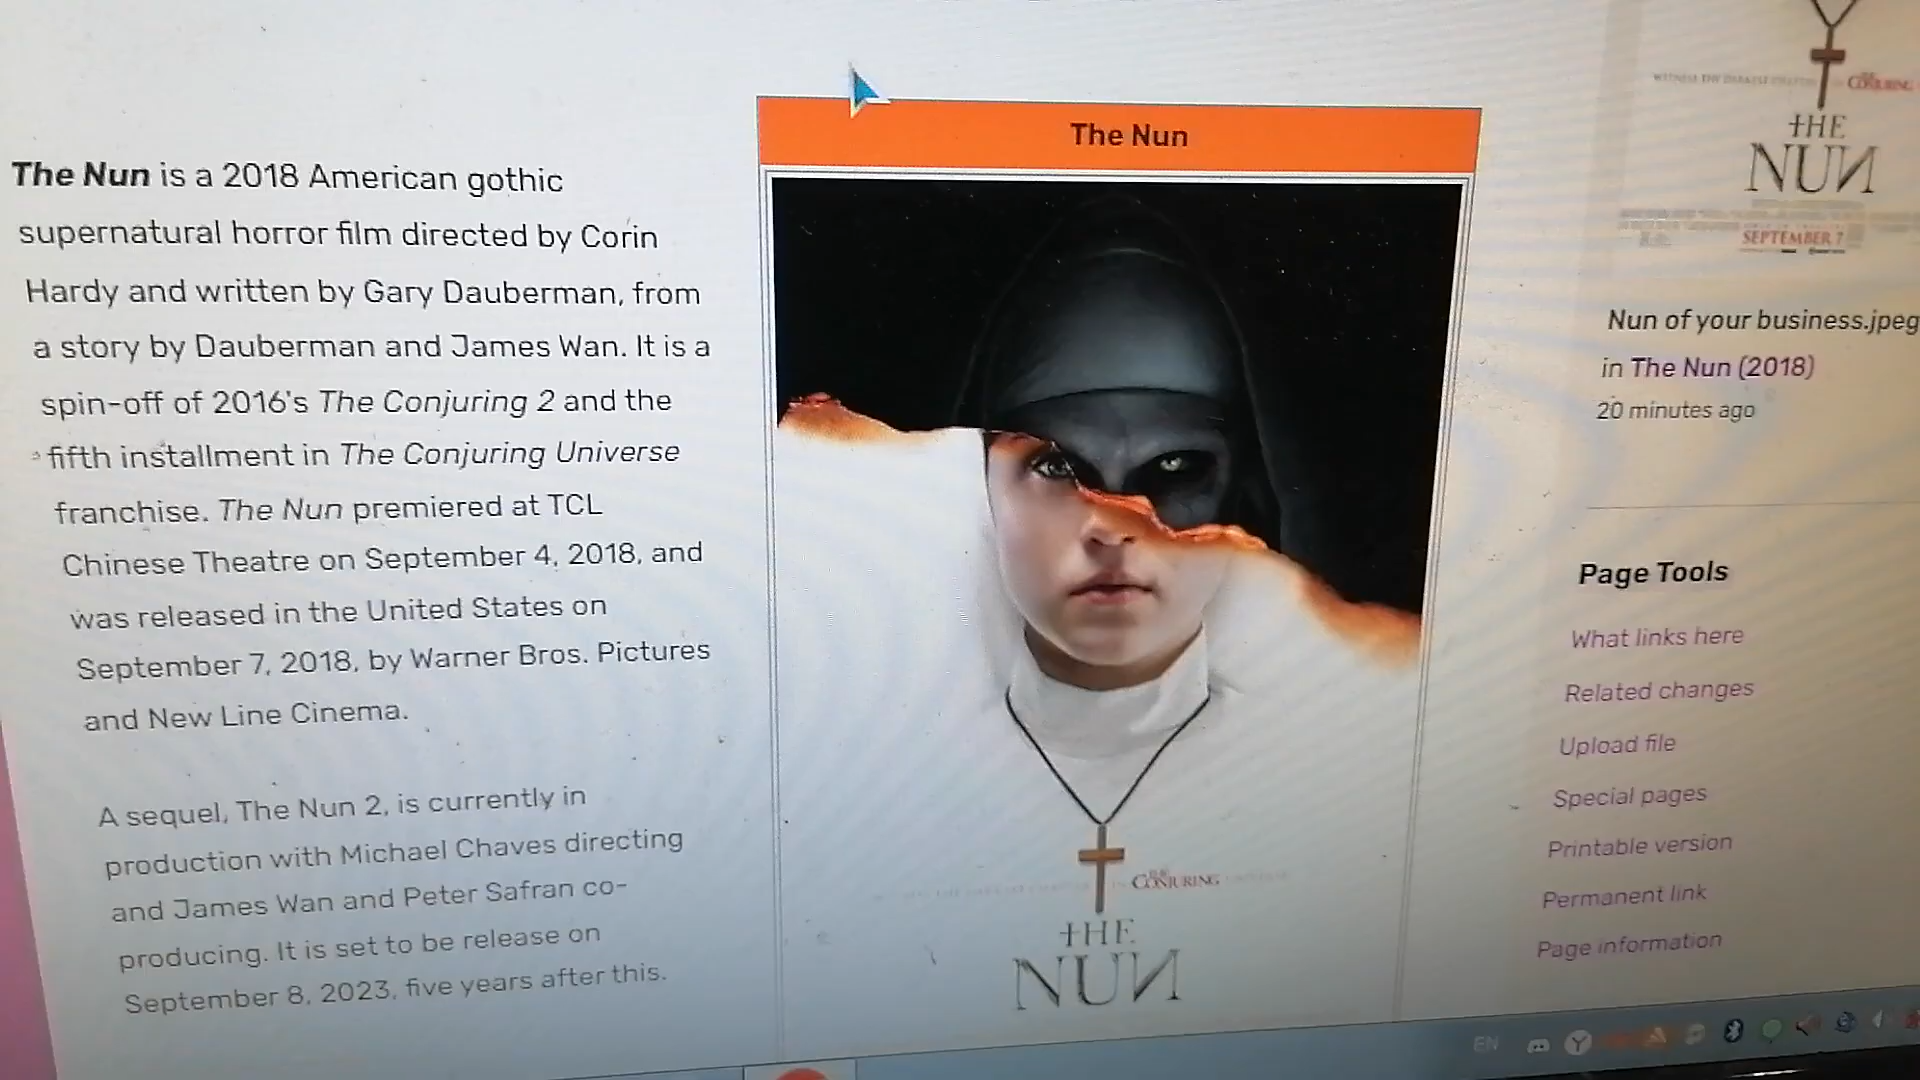 The Nun is a 2018 American gothic
supernatural horror film directed by Corin
Hardy and written by Gary Dauberman, from
a story by Dauberman and James Wan. It is a
spin-off of 2016's The Conjuring 2 and the
fifth installment in The Conjuring Universe
franchise. The Nun premiered at TCL
Chinese Theatre on September 4, 2018, and
was released in the United States on
September 7, 2018, by Warner Bros. Pictures
and New Line Cinema.
A sequel, The Nun 2, is currently in
production with Michael Chaves directing
and James Wan and Peter Safran co-
producing. It is set to be release on
September 8, 2023, five years after this.
The Nun
THE CONJURING
THE
NUN
THE CONJURING
THE
NUN
SEPTEMBER 7
Nun of your business.jpeg
in The Nun (2018)
20 minutes ago
Page Tools
What links here
Related changes
Upload file
Special pages
Printable version
Permanent link
Page information
EN